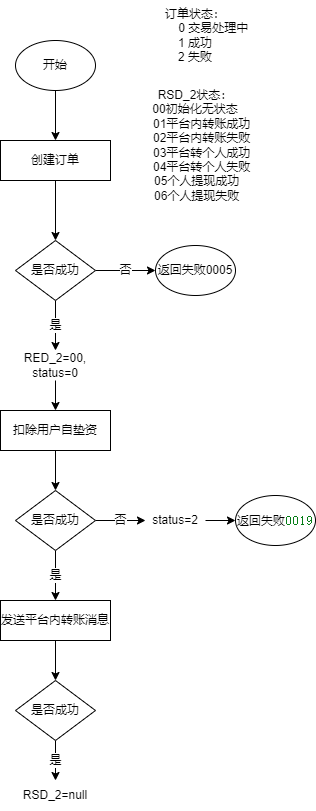 订单状态：
0 交易处理中
1 成功
2 失败
开始
RSD_2状态：
00初始化无状态
01平台内转账成功
02平台内转账失败
03平台转个人成功
04平台转个人失败
05个人提现成功
06个人提现失败
创建订单
是否成功
否
返回失败0005
是
RED_2=00,
status=0
扣除用户自垫资
是否成功
否
status=2
返回失败0019
是
发送平台内转账消息
是否成功
是
RSD_2=null